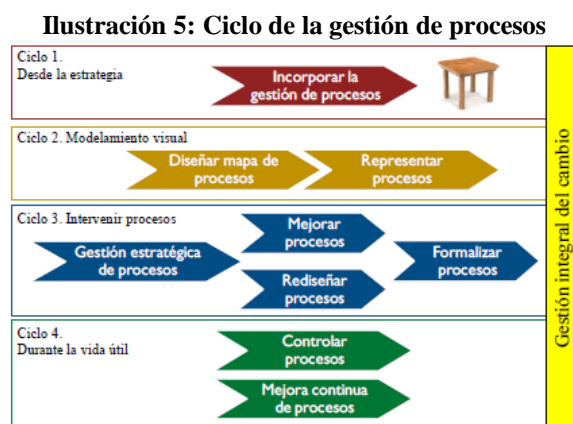 Ilustración 5: Ciclo de la gestión de procesos
Ciclo 1.
Desde la estrategia
Incorporar la
gestión de procesos
Ciclo 2. Modelamiento visual
Diseñar mapa de
procesos
Representar
procesos
Ciclo 3. Intervenir procesos
Gestión estratégica
de procesos
Mejorar
procesos
Rediseñar
procesos
Formalizar
procesos
Ciclo 4.
Durante la vida útil
Controlar
procesos
Mejora continua
de procesos
Gestión integral del cambio